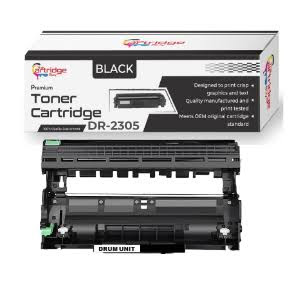 Cartridge
BLACK
Premium
Toner
Cartridge
DR-2305
Designed to print crisp
graphics and text
Quality manufactured and
print tested
Meets OEM original cartridge
standard
DRUM UNIT